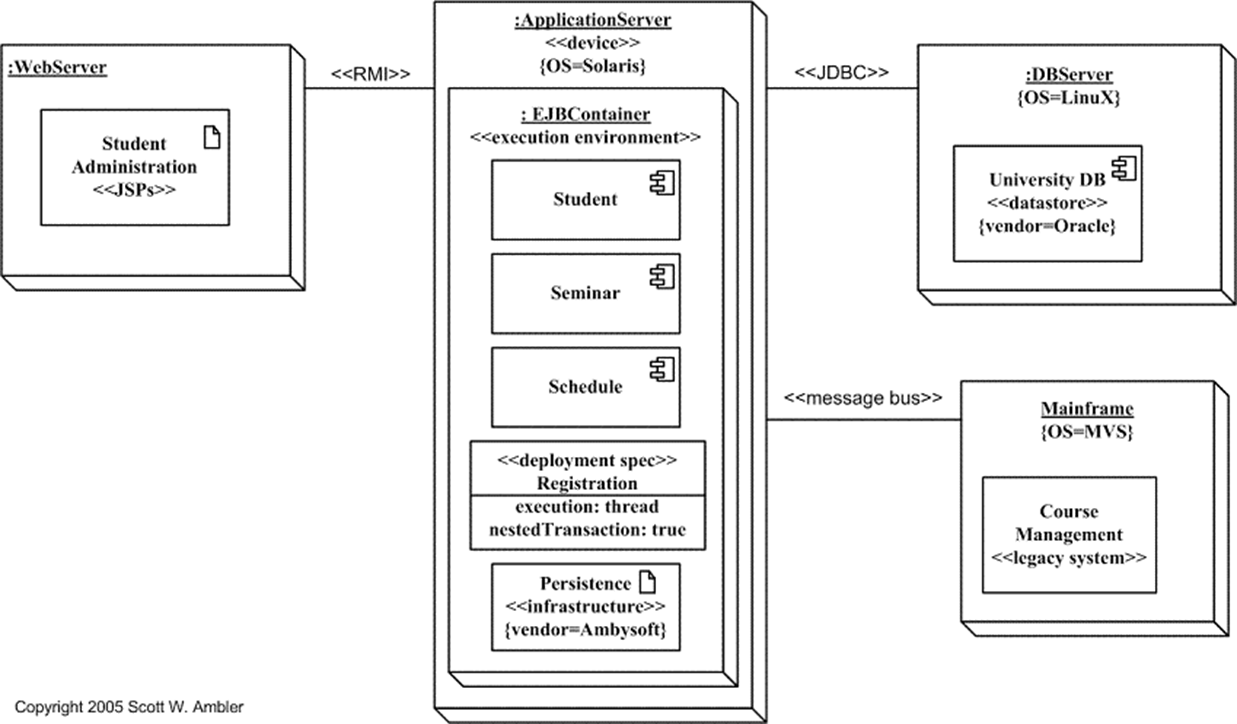 :WebServer
Student
Administration
<<JSPs>>
<<RMI>>
:ApplicationServer
<<device>>
{OS=Solaris}
: EJBContainer
<<execution environment>>
Student
Seminar
Schedule
<<deployment spec>>
Registration
execution: thread
nestedTransaction: true
Persistence
<<infrastructure>>
{vendor=Ambysoft}
<<JDBC>>
:DBServer
{OS=LinuX}
University DB
<<datastore>>
{vendor=Oracle}
<<message bus>>
Mainframe
{OS=MVS}
Course
Management
<<legacy system>>
Copyright 2005 Scott W. Ambler